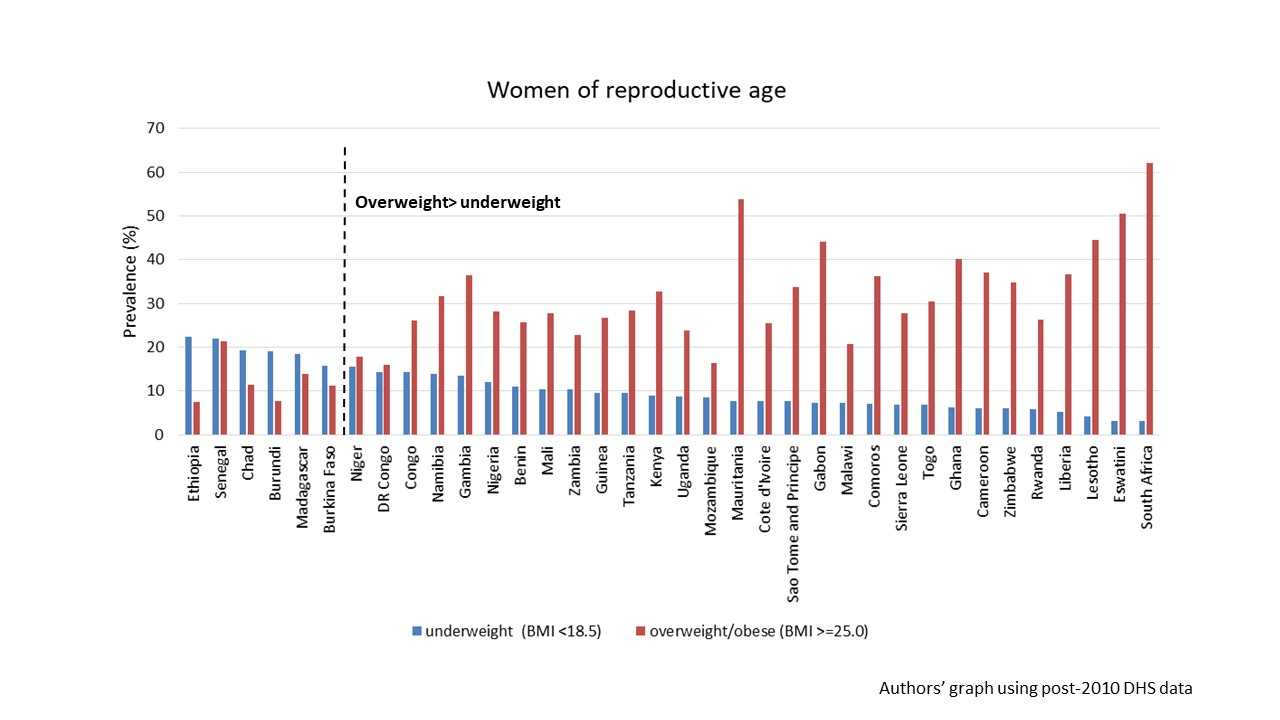 Women of reproductive age
70
60
50
40
30
20
10
0
Prevalence (%)
Overweight> underweight
Ethiopia
Senegal
Chad
Burundi
Madagascar
Burkina Faso
Niger
DR Congo
Congo
Namibia
Gambia
Nigeria
Benin
Mali
Zambia
Guinea
Tanzania
Kenya
Uganda
Mozambique
Mauritania
Cote d'Ivoire
Sao Tome and Principe
Gabon
Malawi
Comoros
Sierra Leone
Togo
Ghana
Cameroon
Zimbabwe
Rwanda
Liberia
Lesotho
Eswatini
South Africa
underweight (BMI <18.5)
overweight/obese (BMI >=25.0)
Authors’ graph using post-2010 DHS data